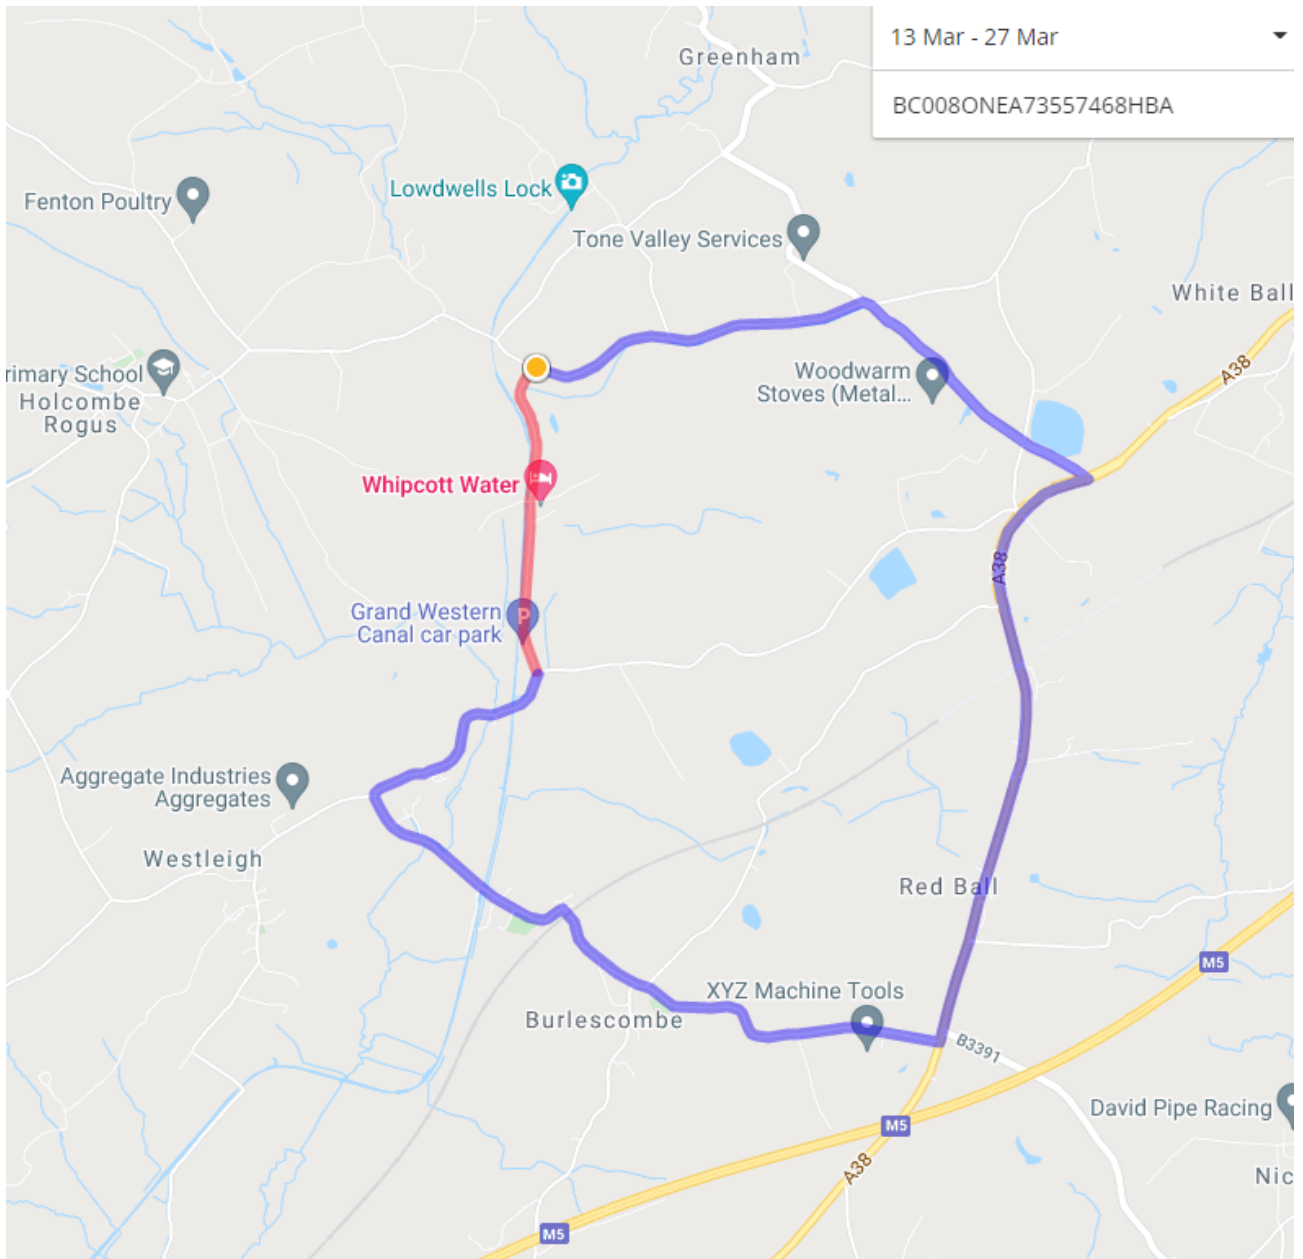 13 Mar - 27 Mar
BC008ONEA73557468HBA
Greenham
Lowdwells Lock
Fenton Poultry
Tone Valley Services
White Ball
A38
rimary School
Holcombe
Rogus
Woodwarm
Stoves (Metal...
Whipcott Water
A38
Grand Western
Canal car park
P
Aggregate Industries
Aggregates
Westleigh
Red Ball
M5
XYZ Machine Tools
Burlescombe
B3391
David Pipe Racing
M5
A38
Nic
M5